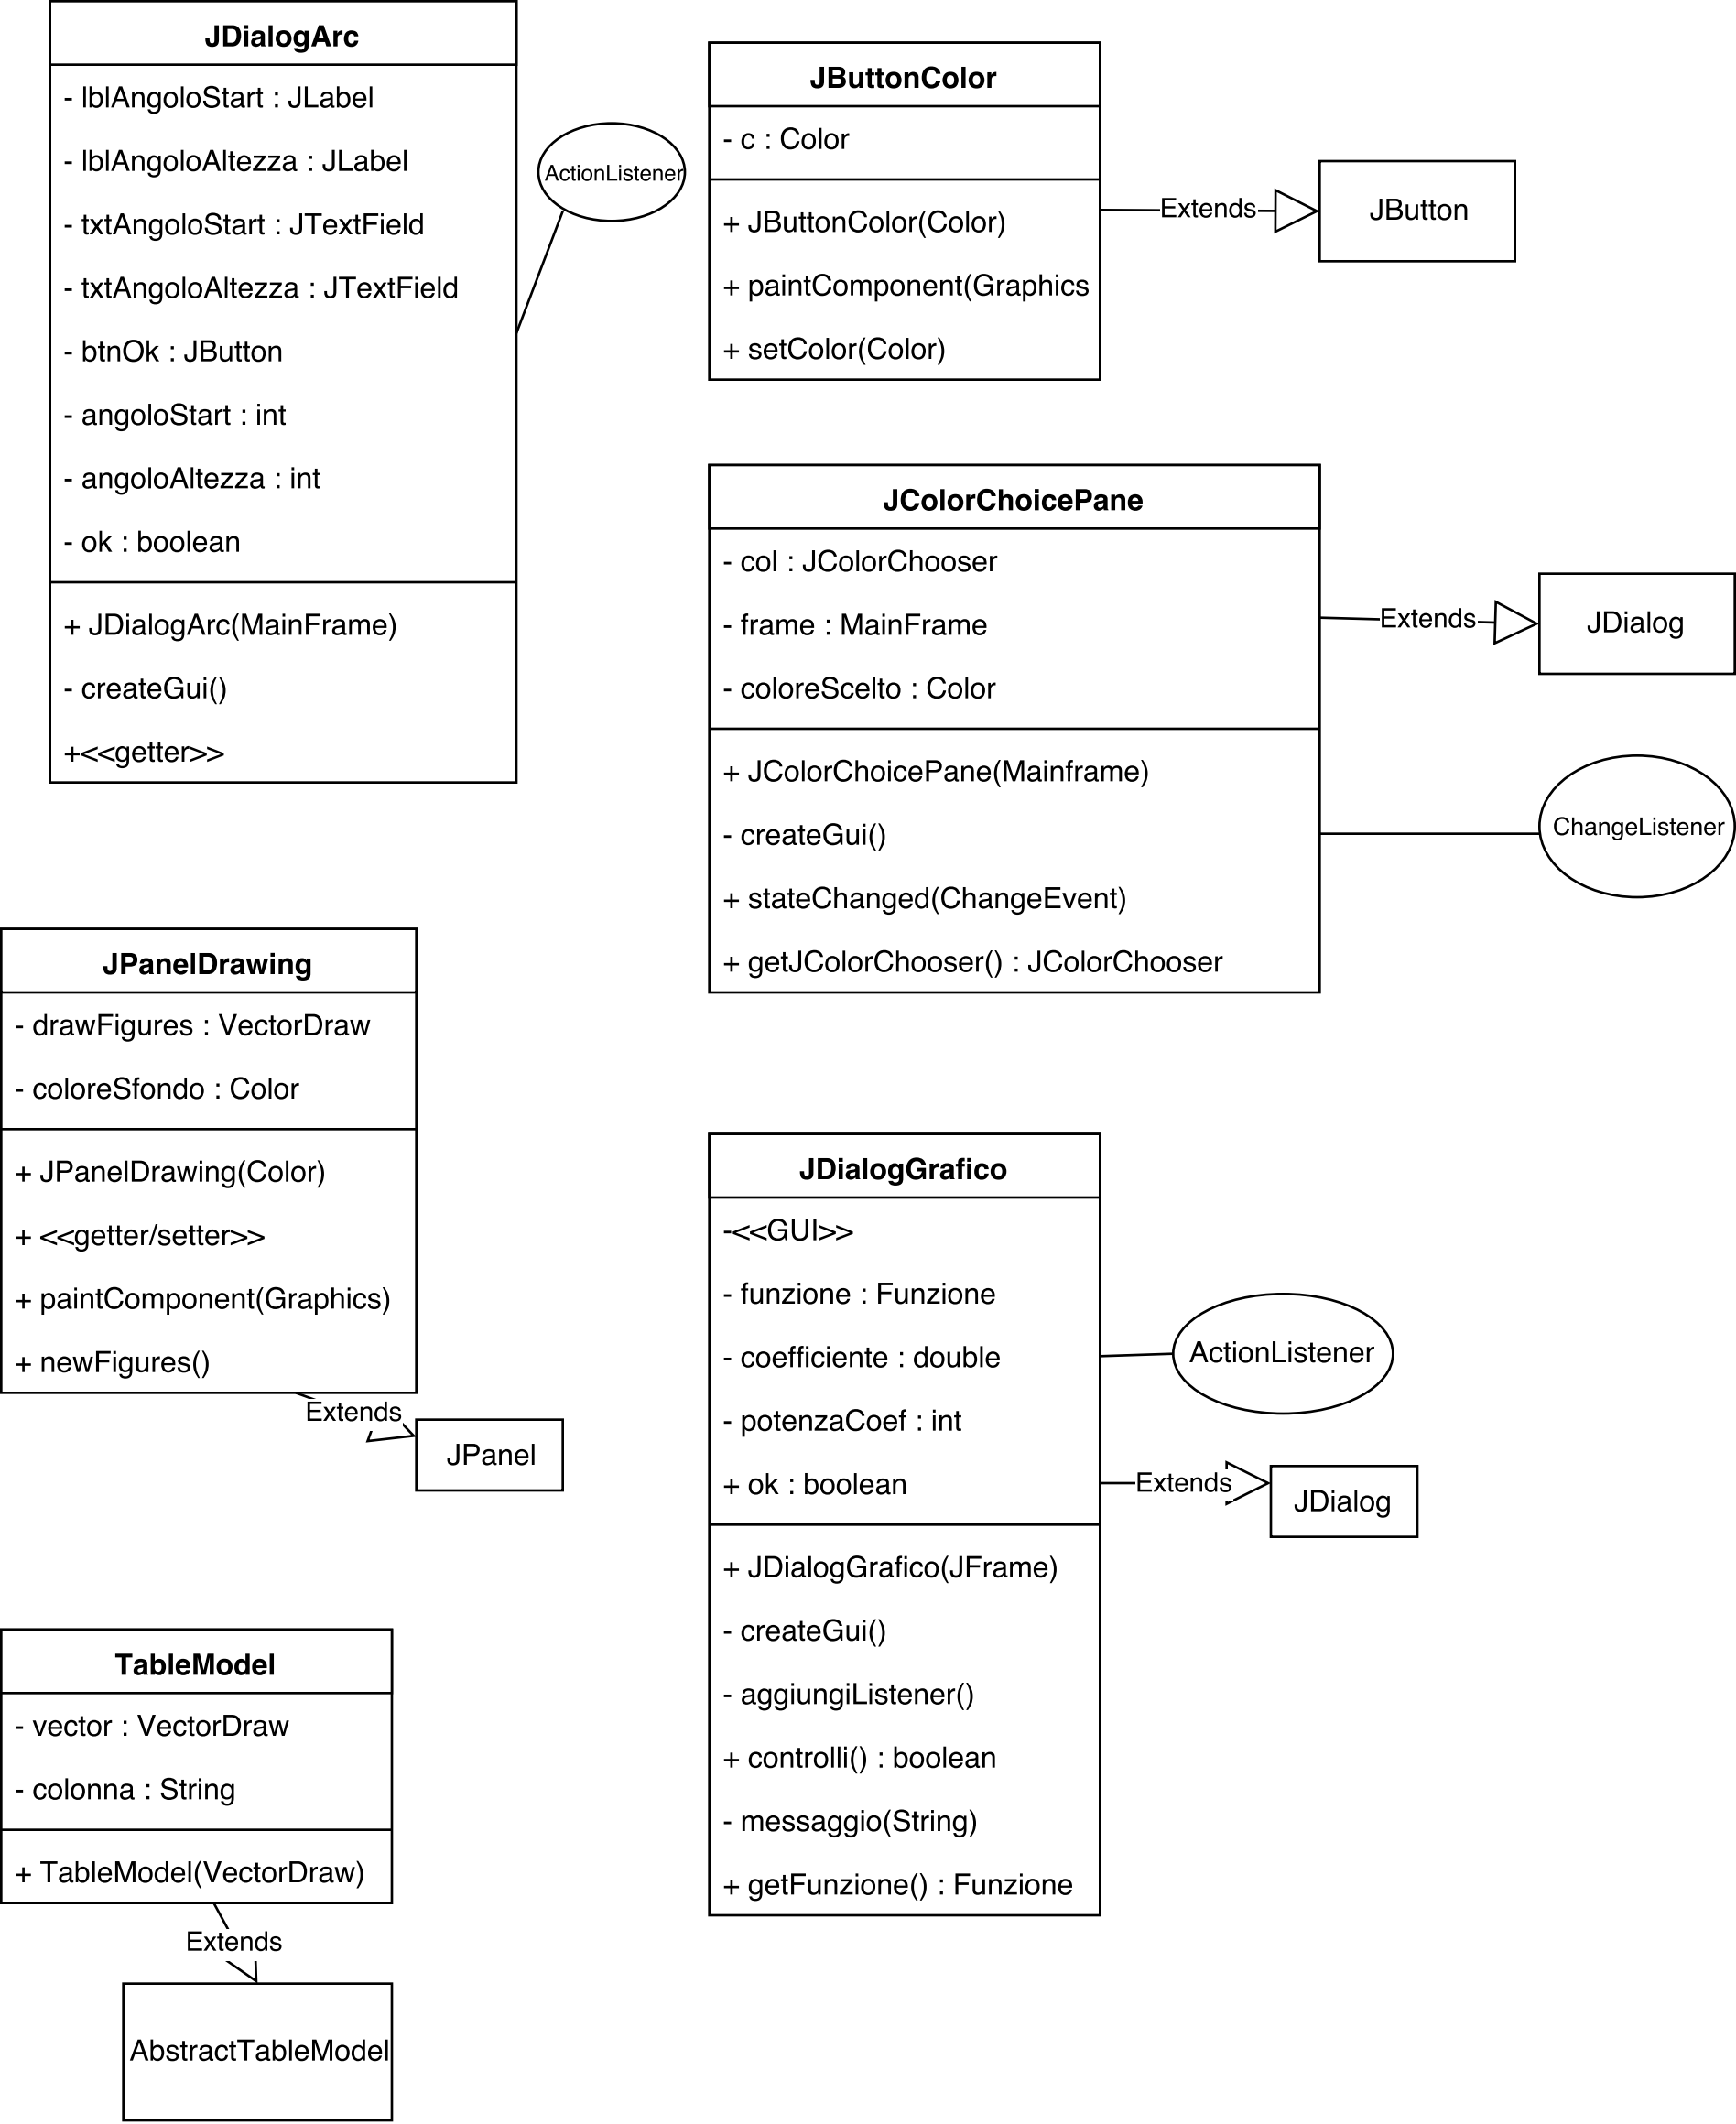 JDialogArc
- lblAngoloStart : JLabel
- lblAngoloAltezza : JLabel
- txtAngoloStart : JTextField
- txtAngoloAltezza : JTextField
- btnOk : JButton
- angoloStart : int
- angoloAltezza : int
- ok : boolean
+ JDialogArc(MainFrame)
- createGui()
+<<getter>>
ActionListener
JButtonColor
- c : Color
+ JButtonColor(Color)
+ paintComponent(Graphics
+ setColor(Color)
Extends
JButton
JColorChoicePane
- col : JColorChooser
- frame : MainFrame
- coloreScelto : Color
+ JColorChoicePane(Mainframe)
- createGui()
+ stateChanged(ChangeEvent)
+ getJColorChooser() : JColorChooser
Extends
JDialog
ChangeListener
JPanelDrawing
- drawFigures : VectorDraw
- coloreSfondo : Color
+ JPanelDrawing(Color)
+ <<getter/setter>>
+ paintComponent(Graphics)
+ newFigures()
Extends
JPanel
JDialogGrafico
-<<GUI>>
- funzione : Funzione
- coefficiente : double
- potenzaCoef : int
+ ok : boolean
+ JDialogGrafico(JFrame)
- createGui()
- aggiungiListener()
+ controlli() : boolean
- messaggio(String)
+ getFunzione() : Funzione
ActionListener
Extends
JDialog
TableModel
- vector : VectorDraw
- colonna : String
+ TableModel(VectorDraw)
Extends
AbstractTableModel